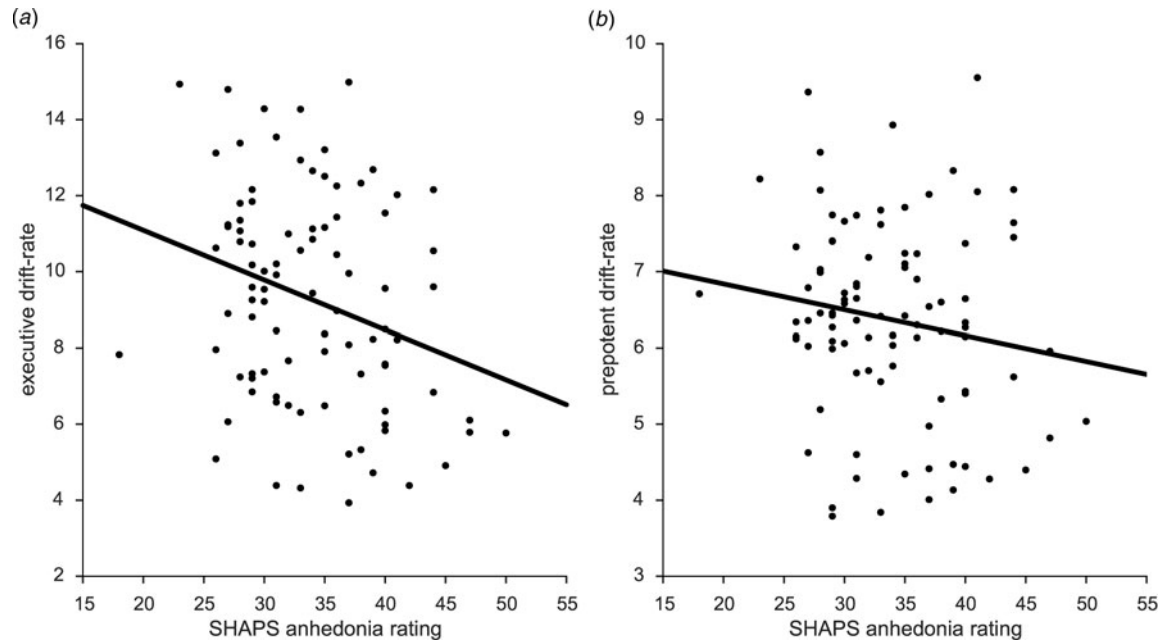 (a)
16
14
12
10
8
6
4
2
executive drift-rate
15 20 25 30 35 40 45 50 55
SHAPS anhedonia rating
(b)
10
9
8
7
6
5
4
3
prepotent drift-rate
15 20 25 30 35 40 45 50 55
SHAPS anhedonia rating